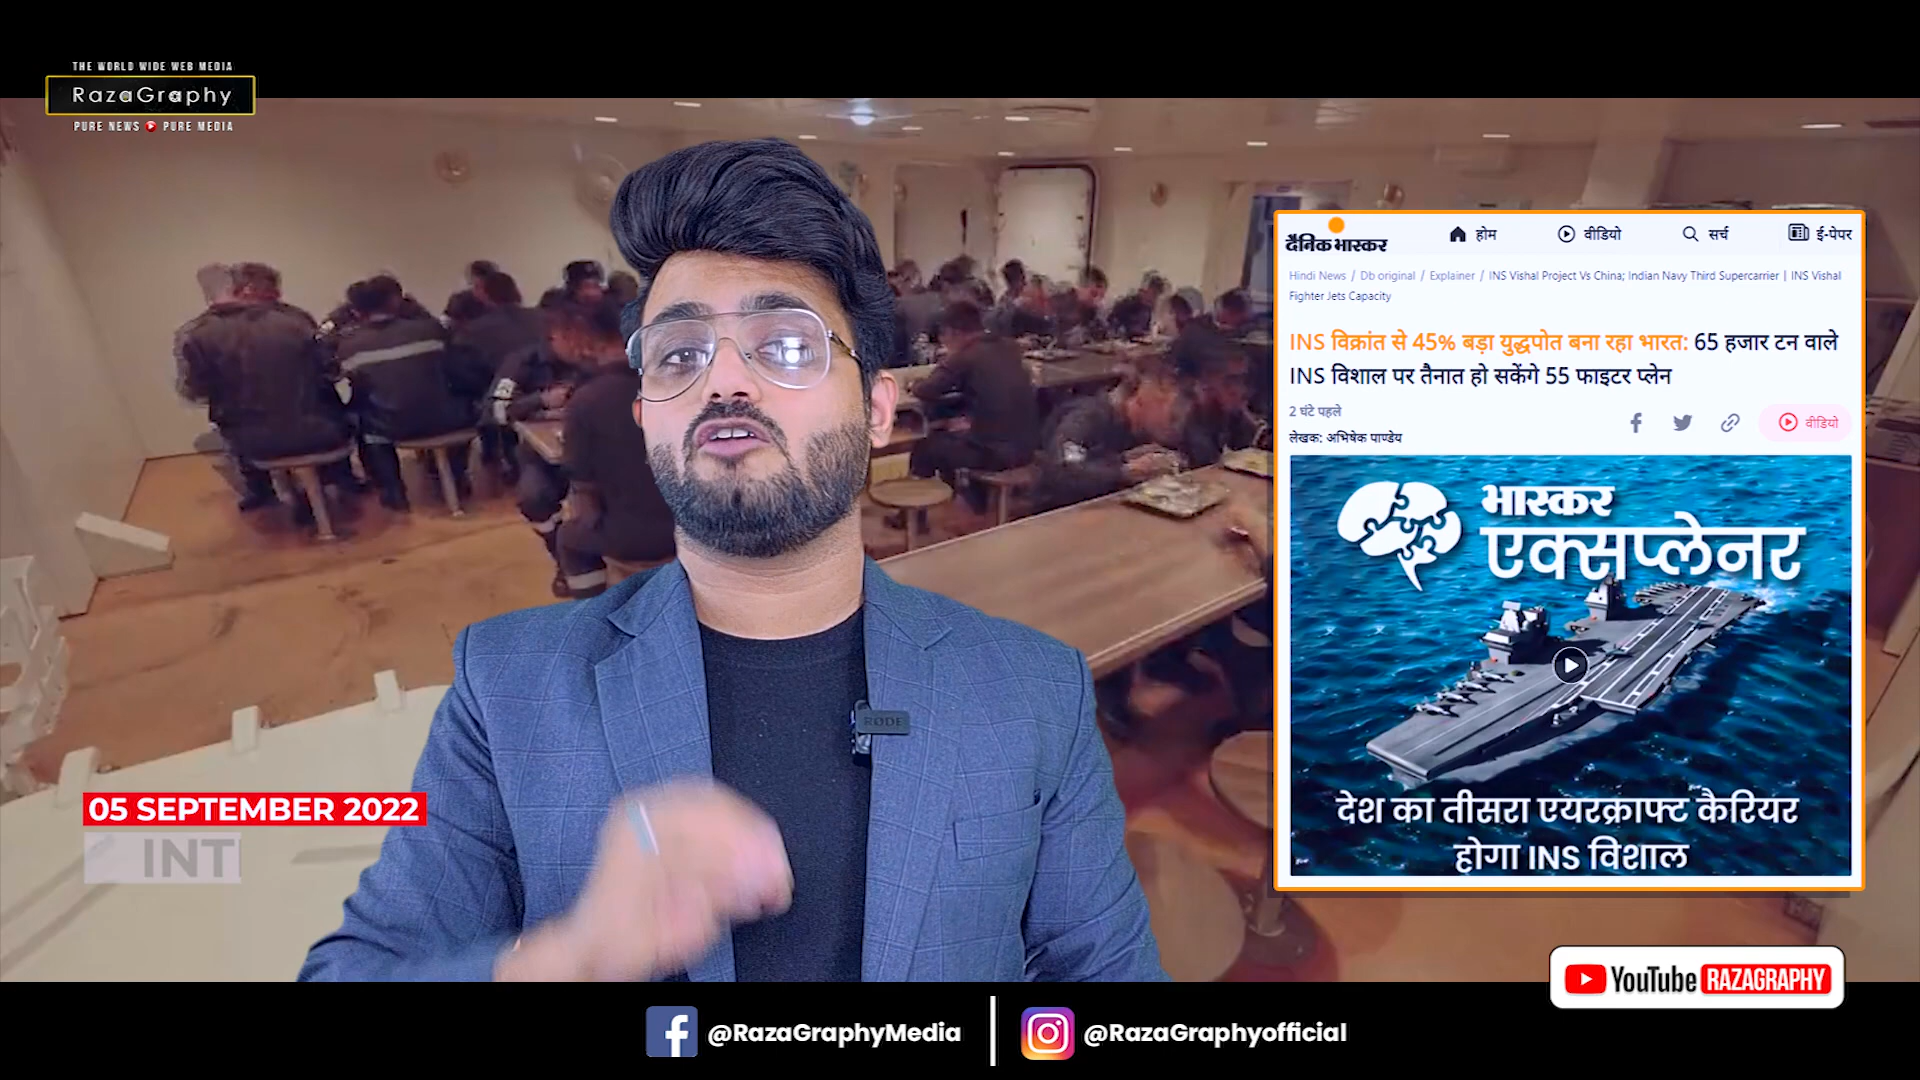 THE WORLD WIDE WEB MEDIA
RazaGraphy
PURE NEWS PURE MEDIA
दैनिक भास्कर
होम
वीडियो
सर्च
ई-पेपर
Hindi News / Db original / Explainer / INS Vishal Project Vs China; Indian Navy Third Supercarrier | INS Vishal
Fighter Jets Capacity
INS विक्रांत से 45% बड़ा युद्धपोत बना रहा भारत: 65 हजार टन वाले
INS विशाल पर तैनात हो सकेंगे 55 फाइटर प्लेन
2 घंटे पहले
लेखक: अभिषेक पाण्डेय
वीडियो
भास्कर
एक्सप्लेनर
देश का तीसरा एयरक्राफ्ट कैरियर
होगा INS विशाल
RODE
05 SEPTEMBER 2022
INT
YouTube RAZAGRAPHY
@RazaGraphyMedia
@RazaGraphyofficial